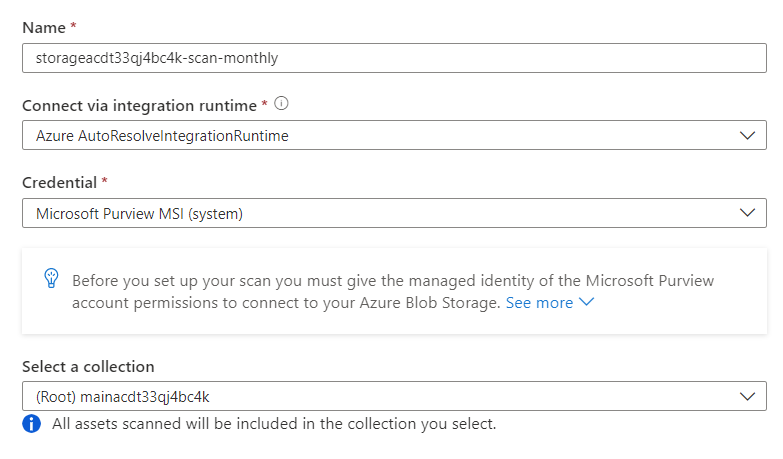 Name *
storageacdt33qj4bc4k-scan-monthly
Connect via integration runtime *
Azure AutoResolveIntegrationRuntime
Credential *
Microsoft Purview MSI (system)
Before you set up your scan you must give the managed identity of the Microsoft Purview
account permissions to connect to your Azure Blob Storage. See more
Select a collection
(Root) mainacdt33qj4bc4k
All assets scanned will be included in the collection you select.